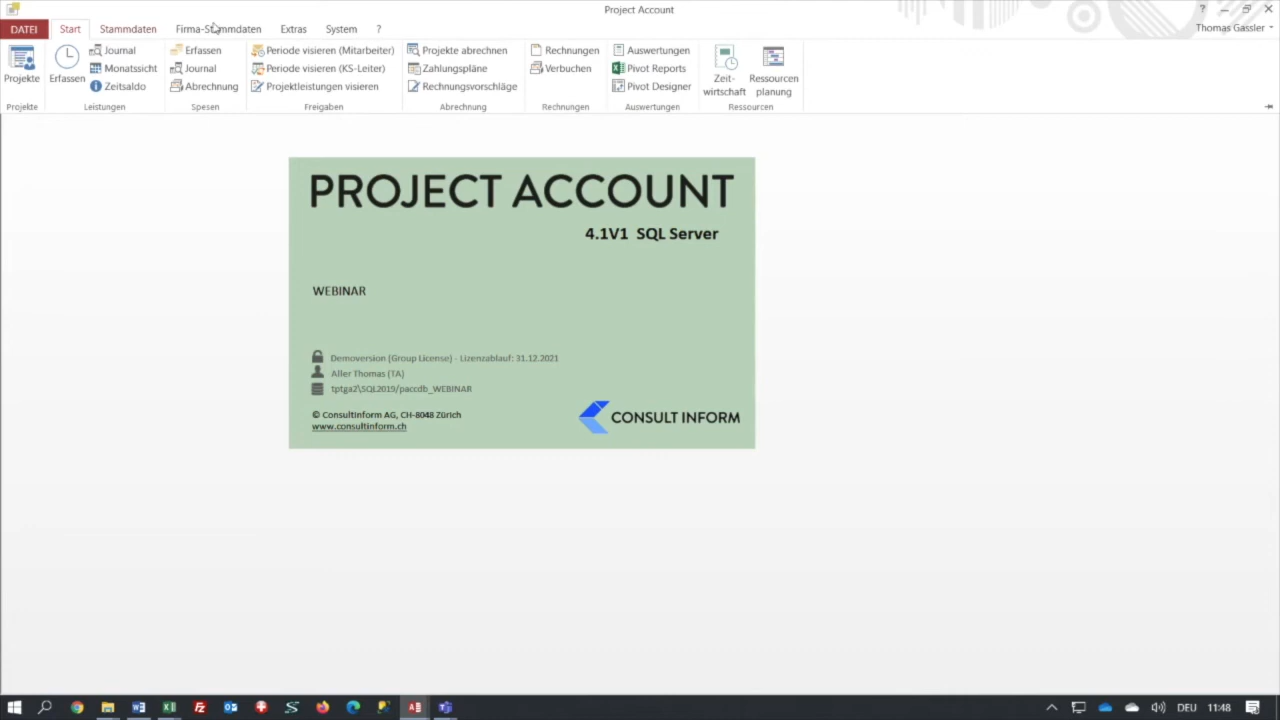 Project Account
?
Thomas Gässler
DATEI Start Stammdaten Firma-Stammdaten Extras System ?
Projekte
Projekte
Erfassen
Journal
Monatssicht
Zeitsaldo
Leistungen
Erfassen
Journal
Abrechnung
Spesen
Periode visieren (Mitarbeiter)
Periode visieren (KS-Leiter)
Projektleistungen visieren
Freigaben
Projekte abrechnen
Zahlungspläne
Rechnungsvorschläge
Abrechnung
Rechnungen
Verbuchen
Rechnungen
Auswertungen
Pivot Reports
Pivot Designer
Auswertungen
Zeit-
wirtschaft
Ressourcen
planung
Ressourcen
PROJECT ACCOUNT
4.1V1 SQL Server
WEBINAR
Demoversion (Group License) - Lizenzablauf: 31.12.2021
Aller Thomas (TA)
tptga2\SQL2019/paccdb_WEBINAR
© Consultinform AG, CH-8048 Zürich
www.consultinform.ch
CONSULT INFORM
DEU 11:48